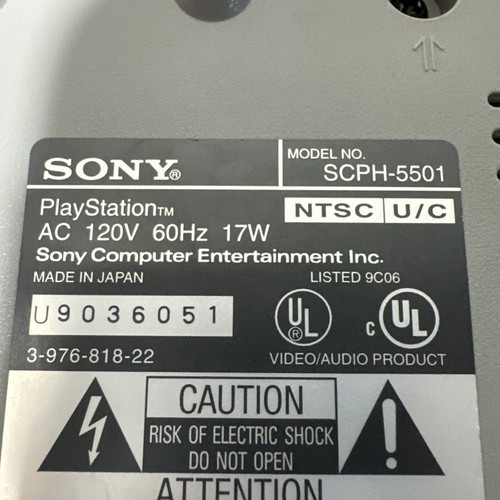 SONY®
MODEL NO.
SCPH-5501
PlayStation™
NTSC U/C
AC 120V 60Hz 17W
Sony Computer Entertainment Inc.
MADE IN JAPAN
LISTED 9C06
U9036051
UL ®
C UL
3-976-818-22
VIDEO/AUDIO PRODUCT
CAUTION
RISK OF ELECTRIC SHOCK
DO NOT OPEN
ATTENTION